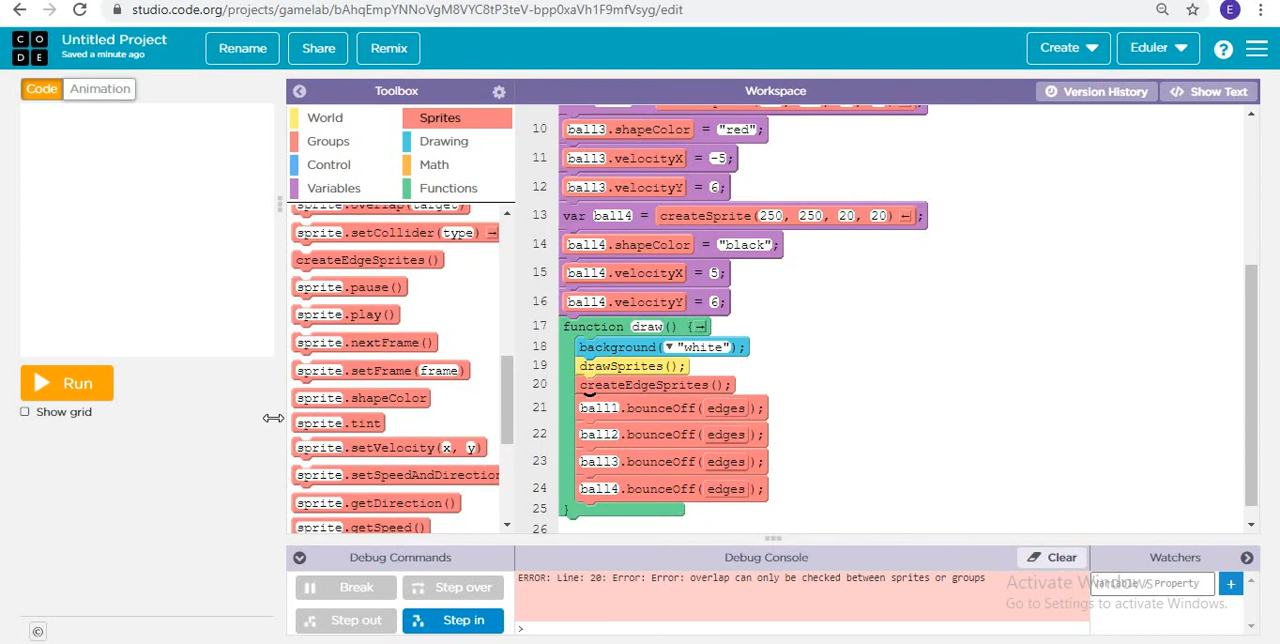 studio.code.org/projects/gamelab/bAhqEmpYNNoVgM8VYC8tP3teV-bpp0xaVh1F9mfVsyg/edit
E
C O
D E
Untitled Project
Saved a minute ago
Rename
Share
Remix
Create
Eduler
?
Code
Animation
Toolbox
Workspace
Version History
</> Show Text
World
Sprites
Groups
Drawing
Control
Math
Variables
Functions
sprite.overlap(target)
sprite.setCollider(type)
createEdgeSprites()
sprite.pause()
sprite.play()
sprite.nextFrame()
sprite.setFrame(frame)
sprite.shapeColor
sprite.tint
sprite.setVelocity(x, y)
sprite.setSpeedAndDirection
sprite.getDirection()
sprite.getSpeed()
10 ball3.shapeColor = "red";
11 ball3.velocityX = -5;
12 ball3.velocityY = 6;
13 var ball4 = createSprite(250, 250, 20, 20);
14 ball4.shapeColor = "black";
15 ball4.velocityX = 5;
16 ball4.velocityY = 6;
17 function draw() {
18 background("white");
19 drawSprites();
20 createEdgeSprites();
21 ball1.bounceOff(edges);
22 ball2.bounceOff(edges);
23 ball3.bounceOff(edges);
24 ball4.bounceOff(edges);
25 }
26
Run
Show grid
Debug Commands
Debug Console
Clear
Watchers
Break
Step over
Step out
Step in
ERROR: Line: 20: Error: Error: overlap can only be checked between sprites or groups
>
Variable / Property
+
Activate Windows
Go to Settings to activate Windows.
©